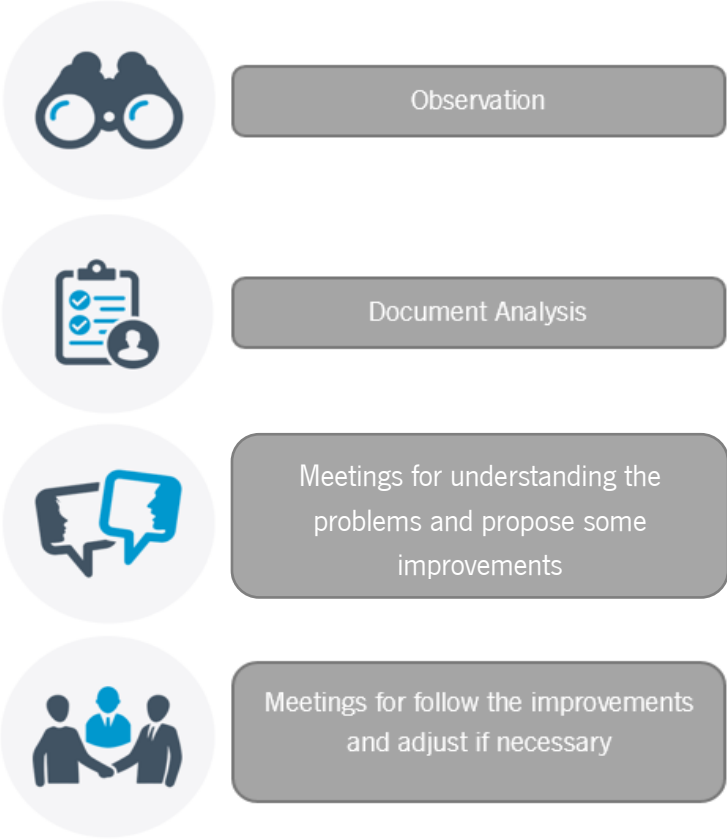 Observation
Document Analysis
Meetings for understanding the
problems and propose some
improvements
Meetings for follow the improvements
and adjust if necessary